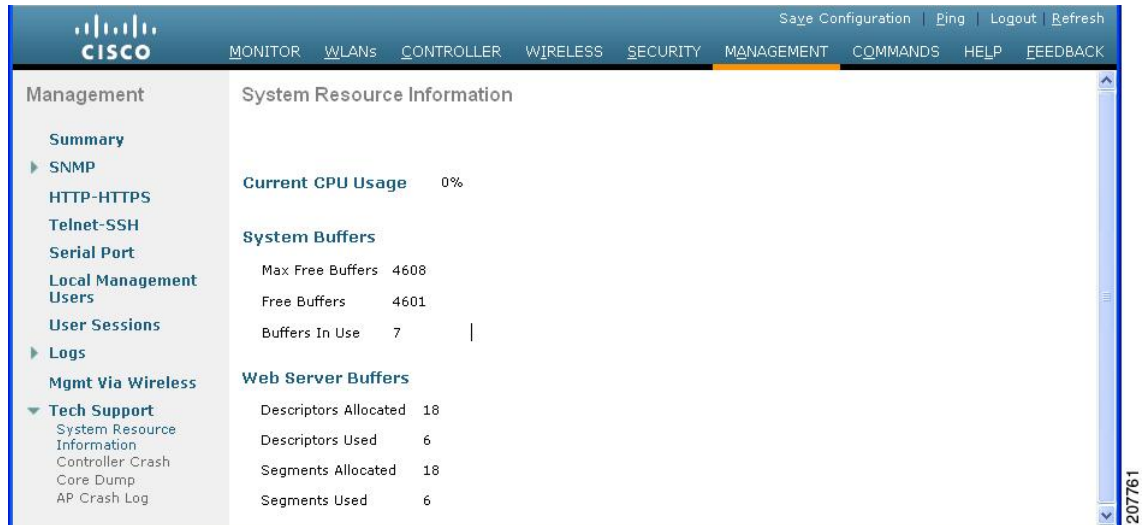 Save Configuration | Ping | Logout | Refresh
CISCO
MONITOR WLANs CONTROLLER WIRELESS SECURITY MANAGEMENT COMMANDS HELP FEEDBACK
Management
Summary
SNMP
HTTP-HTTPS
Telnet-SSH
Serial Port
Local Management
Users
User Sessions
Logs
Mgmt Via Wireless
Tech Support
System Resource
Information
Controller Crash
Core Dump
AP Crash Log
System Resource Information
Current CPU Usage 0%
System Buffers
Max Free Buffers 4608
Free Buffers 4601
Buffers In Use 7
Web Server Buffers
Descriptors Allocated 18
Descriptors Used 6
Segments Allocated 18
Segments Used 6
207761